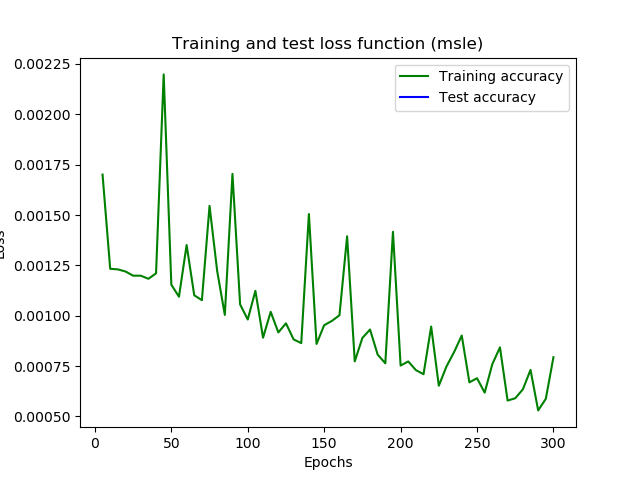 Training and test loss function (msle)
Training accuracy
Test accuracy
0.00225
0.00200
0.00175
0.00150
0.00125
0.00100
0.00075
0.00050
Loss
0 50 100 150 200 250 300
Epochs